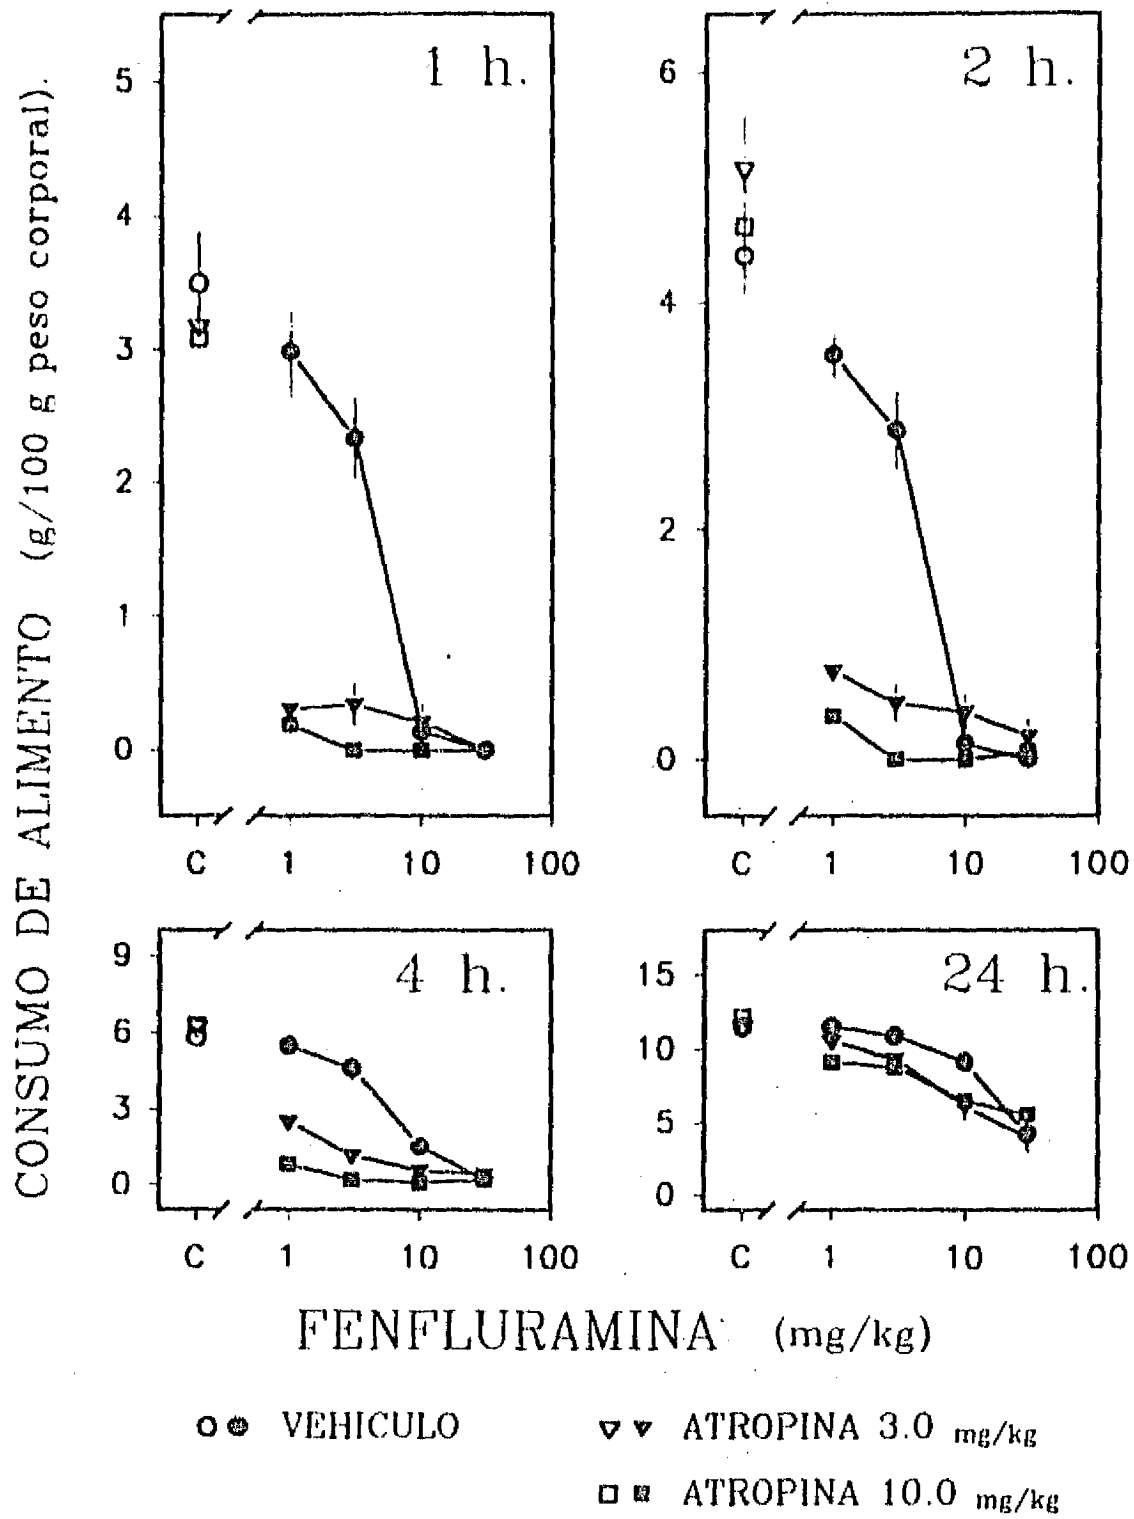 CONSUMO DE ALIMENTO (g/100 g peso corporal).
1 h.
5
4
3
2
1
0
C 1 10 100
2 h.
6
4
2
0
C 1 10 100
4 h.
9
6
3
0
C 1 10 100
24 h.
15
10
5
0
C 1 10 100
FENFLURAMINA (mg/kg)
VEHICULO
ATROPINA 3.0 mg/kg
ATROPINA 10.0 mg/kg